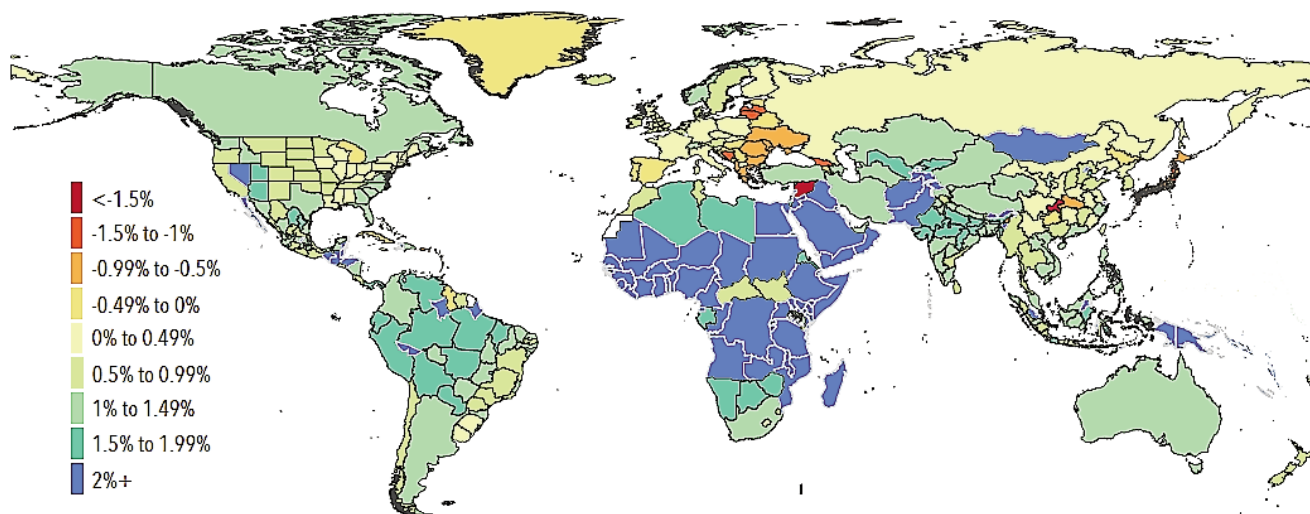 <-1.5%
-1.5% to -1%
-0.99% to -0.5%
-0.49% to 0%
0% to 0.49%
0.5% to 0.99%
1% to 1.49%
1.5% to 1.99%
2%+